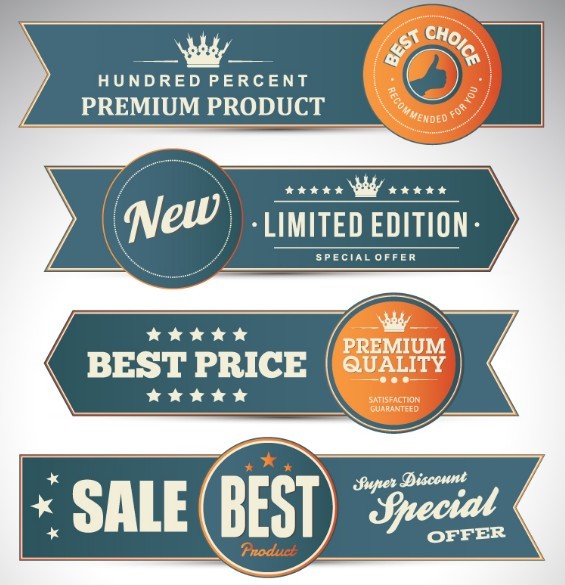 HUNDRED PERCENT
PREMIUM PRODUCT
BEST CHOICE
RECOMMENDED FOR YOU
New
LIMITED EDITION
SPECIAL OFFER
BEST PRICE
PREMIUM
QUALITY
SATISFACTION
GUARANTEED
SALE
BEST
Product
Super Discount
Special
OFFER